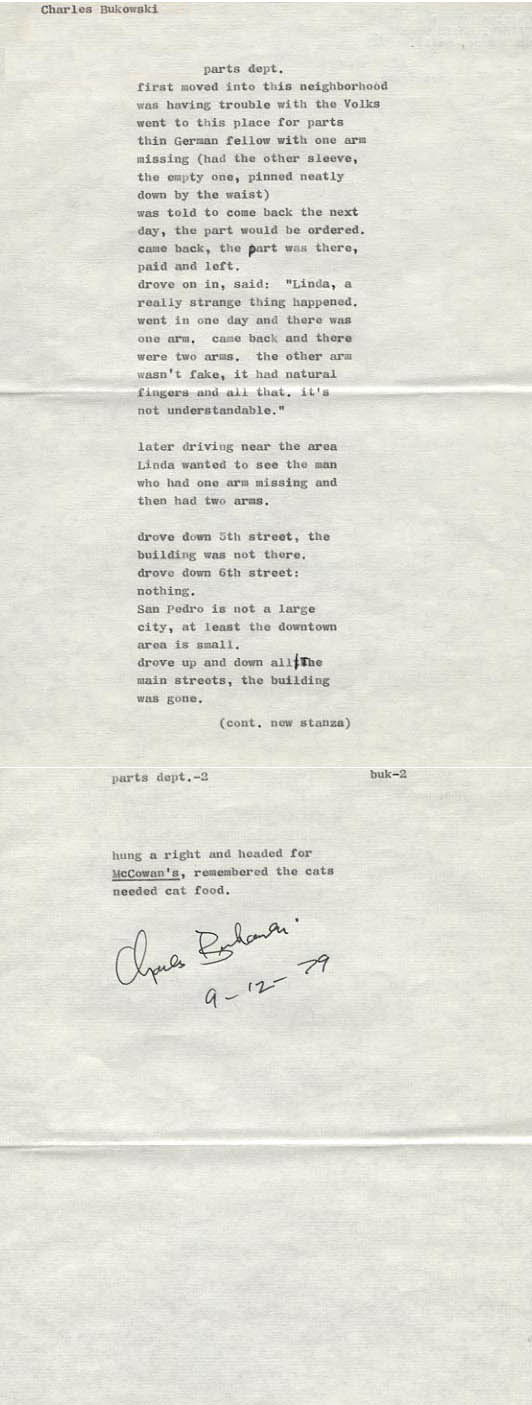 Charles Bukowski
parts dept.
first moved into this neighborhood
was having trouble with the Volks
went to this place for parts
thin German fellow with one arm
missing (had the other sleeve,
the empty one, pinned neatly
down by the waist)
was told to come back the next
day, the part would be ordered.
came back, the part was there,
paid and left.
drove on in, said: "Linda, a
really strange thing happened.
went in one day and there was
one arm. came back and there
were two arms. the other arm
wasn't fake, it had natural
fingers and all that. it's
not understandable."
later driving near the area
Linda wanted to see the man
who had one arm missing and
then had two arms.
drove down 5th street, the
building was not there.
drove down 6th street:
nothing.
San Pedro is not a large
city, at least the downtown
area is small.
drove up and down all The
main streets, the building
was gone.
(cont. new stanza)
parts dept.-2 buk-2
hung a right and headed for
McCowan's, remembered the cats
needed cat food.
Charles Bukowski
9-12-79